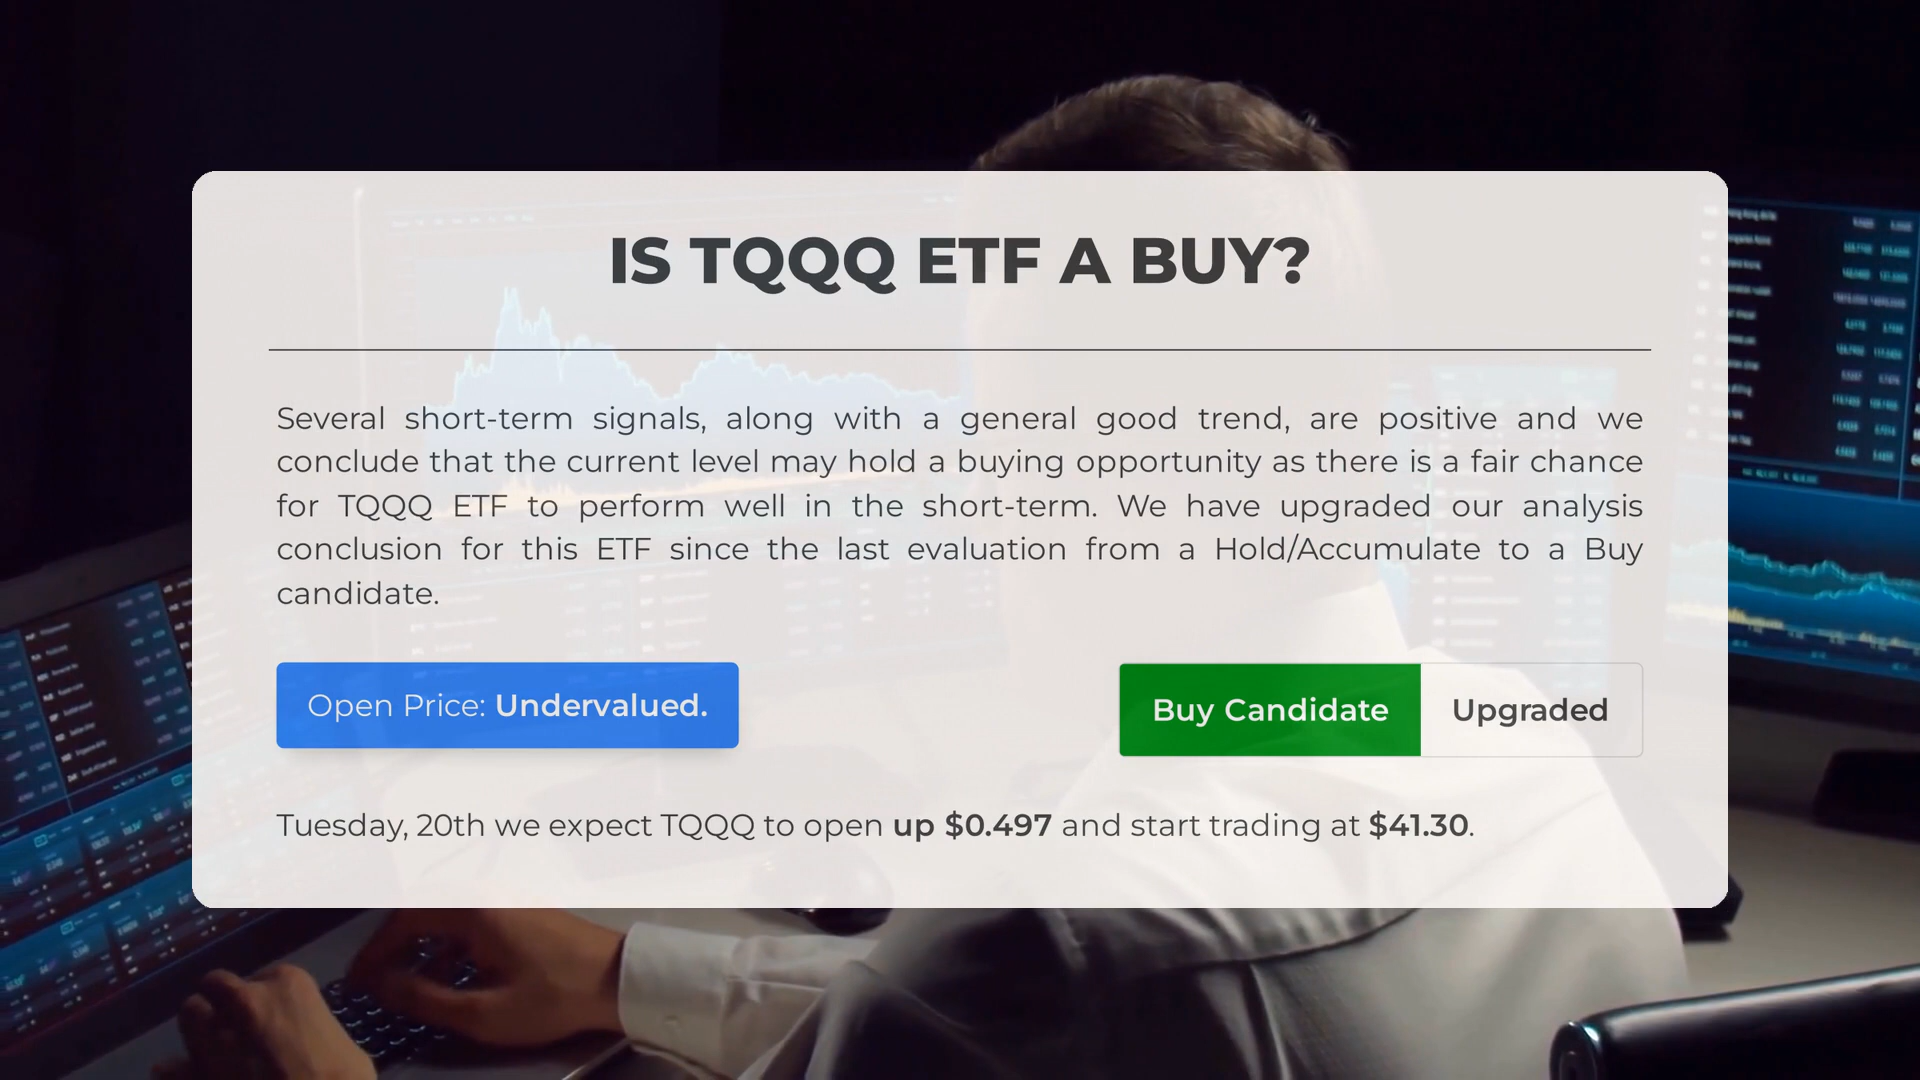 IS TQQQ ETF A BUY?
Several short-term signals, along with a general good trend, are positive and we
conclude that the current level may hold a buying opportunity as there is a fair chance
for TQQQ ETF to perform well in the short-term. We have upgraded our analysis
conclusion for this ETF since the last evaluation from a Hold/Accumulate to a Buy
candidate.
Open Price: Undervalued.
Buy Candidate Upgraded
Tuesday, 20th we expect TQQQ to open up $0.497 and start trading at $41.30.